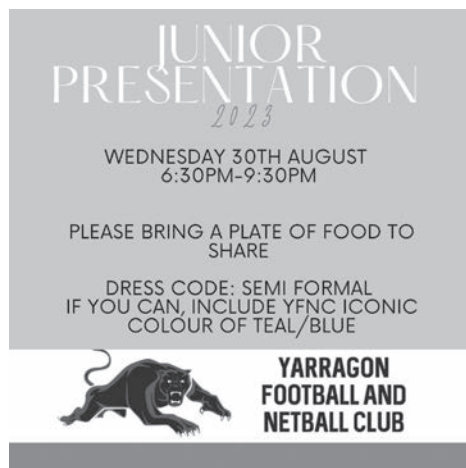 JUNIOR
PRESENTATION
2023
WEDNESDAY 30TH AUGUST
6:30PM-9:30PM
PLEASE BRING A PLATE OF FOOD TO
SHARE
DRESS CODE: SEMI FORMAL
IF YOU CAN, INCLUDE YFNC ICONIC
COLOUR OF TEAL/BLUE
YARRAGON
FOOTBALL AND
NETBALL CLUB